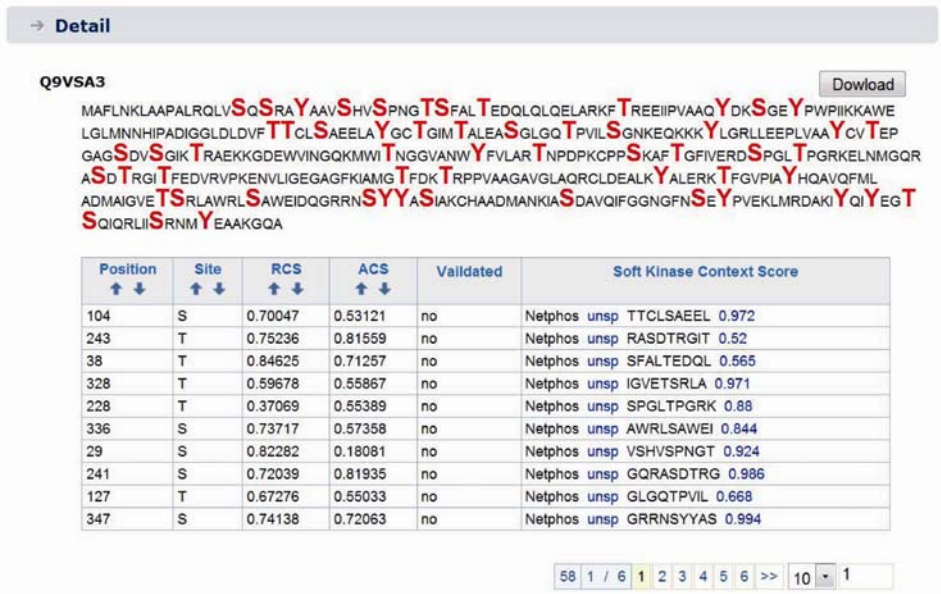 → Detail
Q9VSA3
Dowload
MAFLNKLAAPALRQLVSQSRAYAAVSHVSPNGTSFALTEDQLQLQELARKFTREEIIPVAAQYDKSGEYPWPIIKKAWE
LGLMNNHIPADIGGLDLDVFTTCLSAEELAYGCTGIMTALEASGLGQTPVILSGNKEQKKKYLGRLLEEPLVAAYCVTEP
GAGSDVSGIKTRAEKKGDEWVINGQKMWITNGGVANWYFVLARTNPDPKCPPSKAFTGFIVERDSPGLTPGRKELNMGQR
ASDTRGITFEDVRVPKENVLIGEGAGFKIAMGTFDKTRPPVAAGAVGLAQRCLDEALKYALERKTFGVPIAYHQAVQFML
ADMAIGVETSRLAWRLSAWEIDQGRRNSYYASIAKCHAADMANKIASDAVQIFGGNGFNSEYPVEKLMRDAKIYQIYEGT
SQIQRLIISRNMYEAAKGQA
Position Site RCS ACS Vaildated Soft Kinase Context Score
104 S 0.70047 0.53121 no Netphos unsp TTCLSAEEL 0.972
243 T 0.75236 0.81559 no Netphos unsp RASDTRGIT 0.52
38 T 0.84625 0.71257 no Netphos unsp SFALTEDQL 0.565
328 T 0.59678 0.55867 no Netphos unsp IGVETSRLA 0.971
228 T 0.37069 0.55389 no Netphos unsp SPGLTPGRK 0.88
336 S 0.73717 0.57358 no Netphos unsp AWRLSAWEI 0.844
29 S 0.82282 0.18081 no Netphos unsp VSHVSPNGT 0.924
241 S 0.72039 0.81935 no Netphos unsp GQRASDTRG 0.986
127 T 0.67276 0.55033 no Netphos unsp GLGQTPVIL 0.668
347 S 0.74138 0.72063 no Netphos unsp GRRNSYYAS 0.994
58 1 / 6 1 2 3 4 5 6 >> 10 1